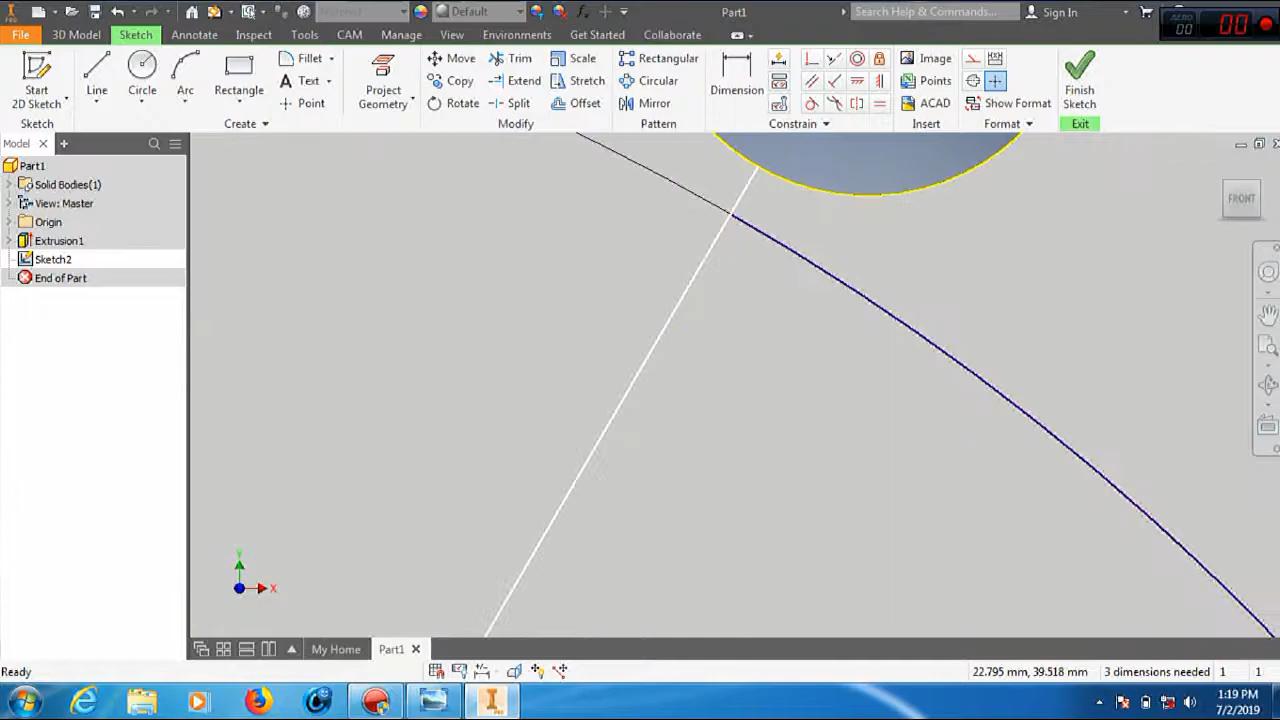 PRO
Material
Default
Part1
Search Help & Commands...
Sign In
AERO
00
00
File
3D Model
Sketch
Annotate
Inspect
Tools
CAM
Manage
View
Environments
Get Started
Collaborate
Start
2D Sketch
Line
Circle
Arc
Rectangle
Fillet
Text
A
Point
Project
Geometry
Move
Copy
Rotate
Trim
Extend
Split
Scale
Stretch
Offset
Rectangular
Circular
Mirror
Dimension
Image
Points
ACAD
Show Format
Finish
Sketch
Sketch
Create
Modify
Pattern
Constrain
Insert
Format
Exit
Model
Part1
Solid Bodies(1)
View: Master
Origin
Extrusion1
Sketch2
End of Part
FRONT
Y
X
My Home
Part1
Ready
22.795 mm, 39.518 mm
3 dimensions needed
1
1
1:19 PM
7/2/2019